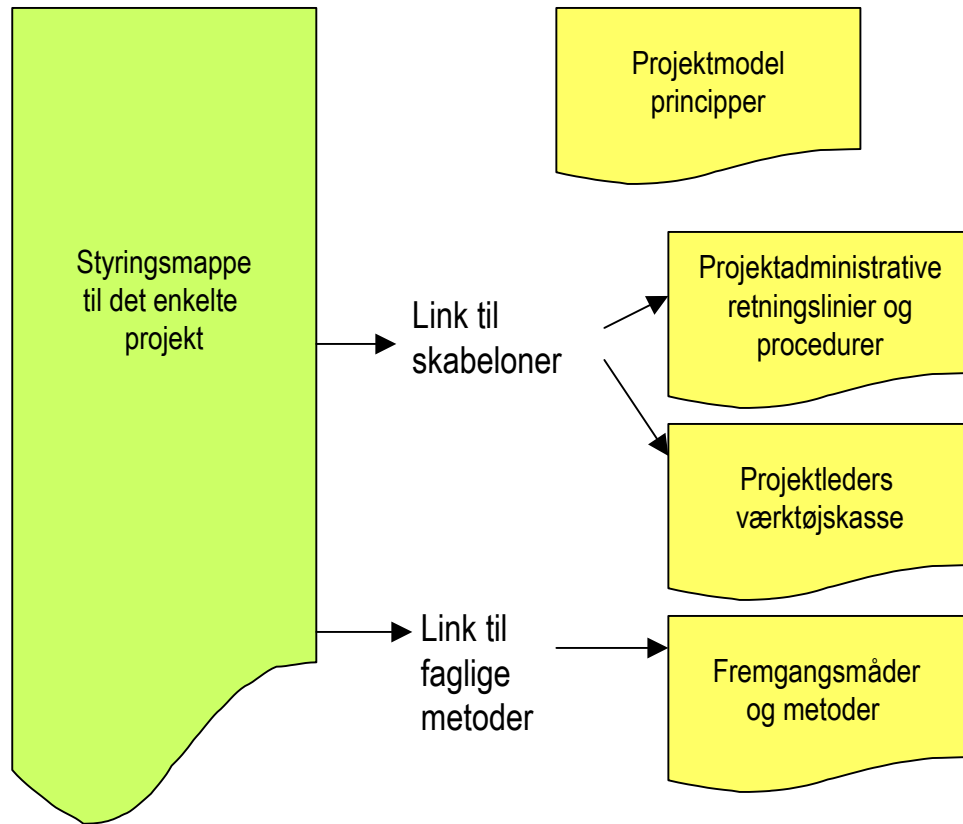 Projektmodel
principper
Styringsmappe
til det enkelte
projekt
Link til
skabeloner
Projektadministrative
retningslinier og
procedurer
Projektleders
værktøjskasse
Link til
faglige
metoder
Fremgangsmåder
og metoder